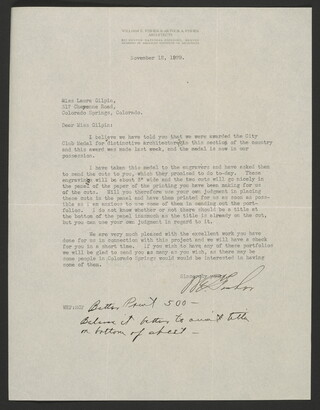 November 15, 1929.
Miss Laura Gilpin,
317 Cheyenne Road,
Colorado Springs, Colorado.
Dear Miss Gilpin:
I believe we have told you that we were awarded the City
Club Medal for distinctive architecture in this section of the country
and this award was made last week, and the medal is now in our
possession.
I have taken this medal to the engravers and have asked them
to send the cuts to you, which they promised to do to-day. These
engravings will be about 2" wide and the two cuts will go nicely in
the panel of the paper of the printing you have been making for us
of the cuts. Will you therefore use your own judgment in placing
these cuts in the panel and have them printed for us as soon as possible
so I am anxious to use some of them in sending out the portfolios.
I do not know whether or not there should be a title at
the bottom of the panel inasmuch as the title is already on the cut,
but you can use your own judgment in regard to it.
We are very much pleased with the excellent work you have
done for us in connection with this project and we will have a check
for you in a short time. If you wish to have any of these portfolios
we will be glad to send you as many as you wish, as there may be
some people in Colorado Springs would be interested in having
some of them.
Better Print 500 -
Believe it better to omit title
on bottom of sheet -